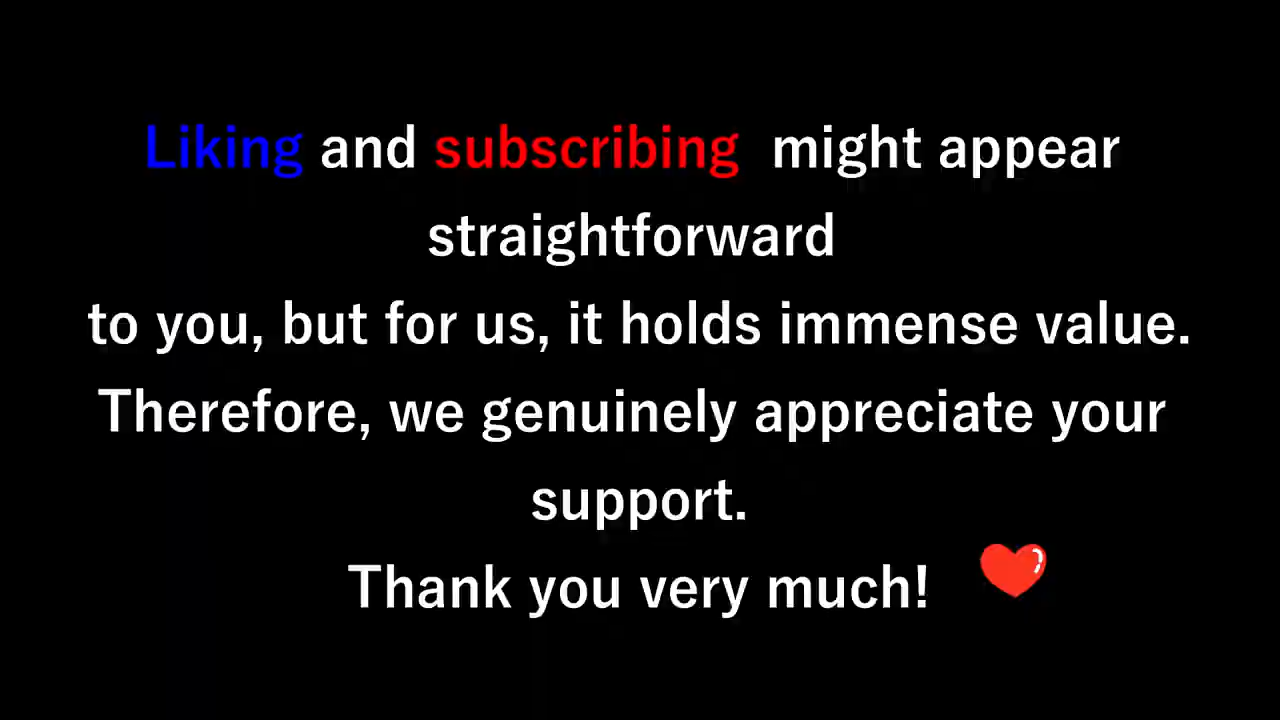 Liking and subscribing might appear
straightforward
to you, but for us, it holds immense value.
Therefore, we genuinely appreciate your
support.
Thank you very much!